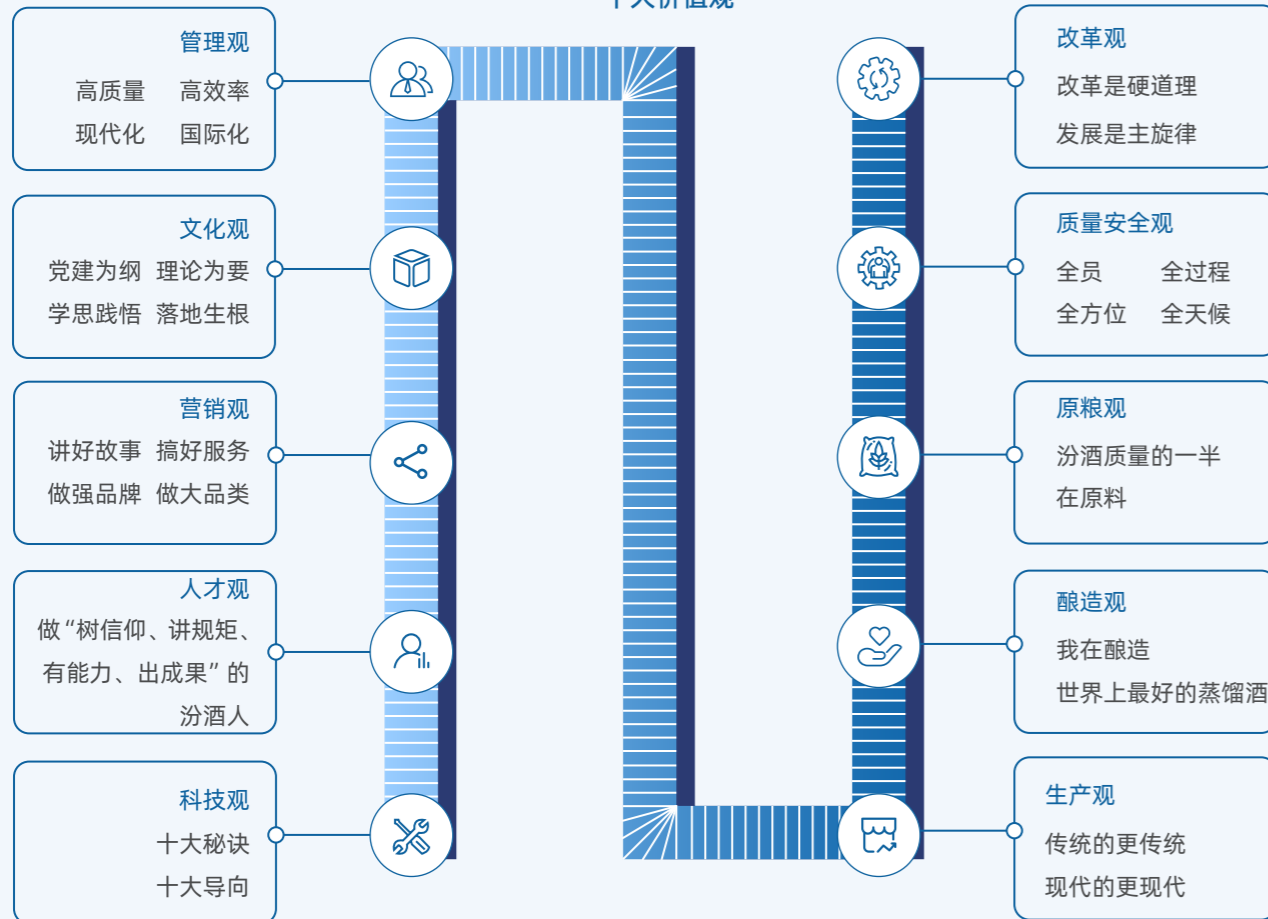 十大价值观
管理观
高质量 高效率
现代化 国际化
文化观
党建为纲 理论为要
学思践悟 落地生根
营销观
讲好故事 搞好服务
做强品牌 做大品类
人才观
做“树信仰、讲规矩、
有能力、出成果”的
汾酒人
科技观
十大秘诀
十大导向
改革观
改革是硬道理
发展是主旋律
质量安全观
全员 全过程
全方位 全天候
原粮观
汾酒质量的一半
在原料
酿造观
我在酿造
世界上最好的蒸馏酒
生产观
传统的更传统
现代的更现代